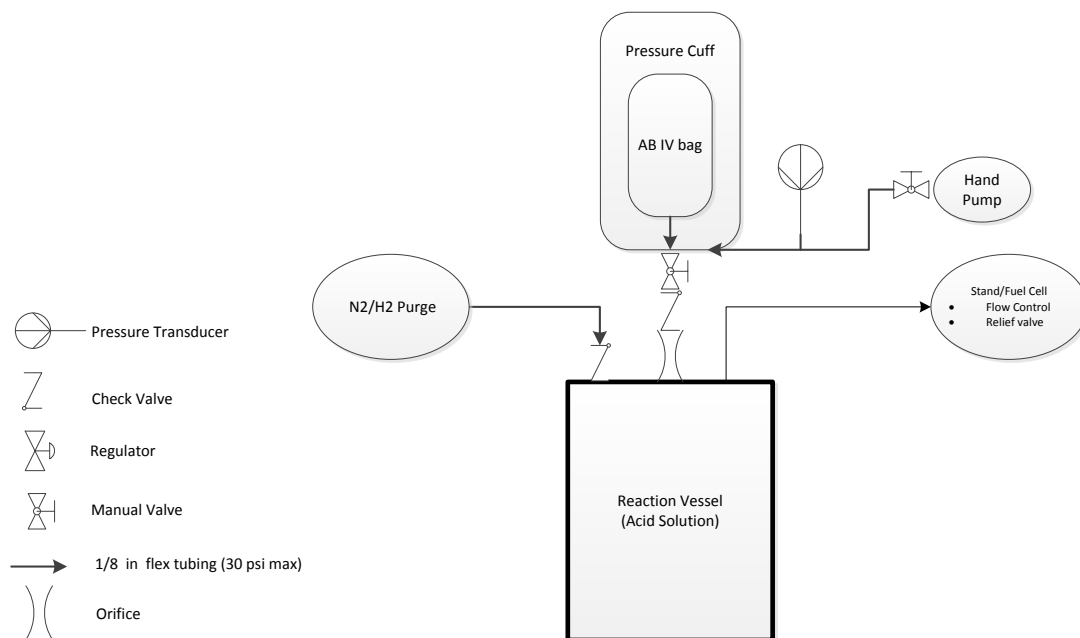 Pressure Cuff
AB IV bag
Hand
Pump
N2/H2 Purge
Stand/Fuel Cell
• Flow Control
• Relief valve
Pressure Transducer
Check Valve
Regulator
Manual Valve
1/8 in flex tubing (30 psi max)
Orifice
Reaction Vessel
(Acid Solution)